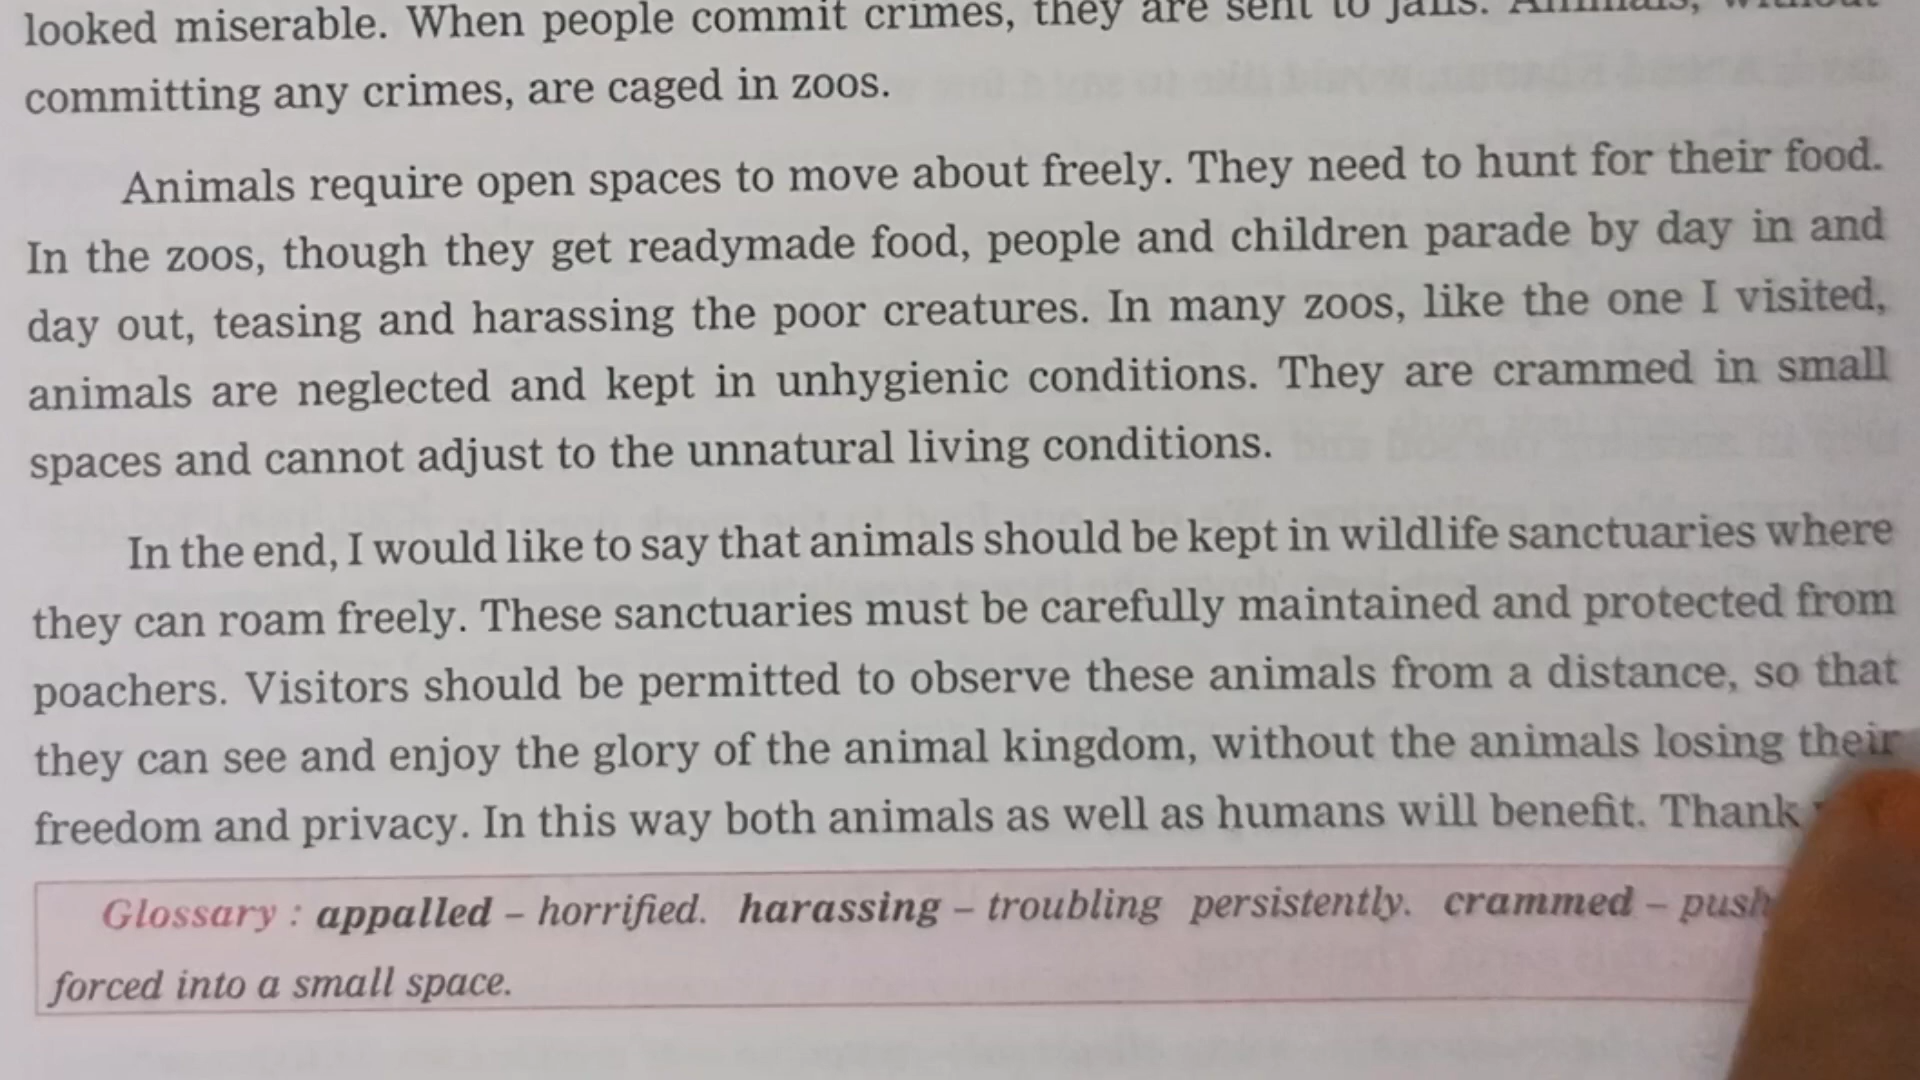 looked miserable. When people commit crimes, they are sent to jails. Animals, without
committing any crimes, are caged in zoos.
Animals require open spaces to move about freely. They need to hunt for their food.
In the zoos, though they get readymade food, people and children parade by day in and
day out, teasing and harassing the poor creatures. In many zoos, like the one I visited,
animals are neglected and kept in unhygienic conditions. They are crammed in small
spaces and cannot adjust to the unnatural living conditions.
In the end, I would like to say that animals should be kept in wildlife sanctuaries where
they can roam freely. These sanctuaries must be carefully maintained and protected from
poachers. Visitors should be permitted to observe these animals from a distance, so that
they can see and enjoy the glory of the animal kingdom, without the animals losing their
freedom and privacy. In this way both animals as well as humans will benefit. Thank
Glossary : appalled – horrified. harassing – troubling persistently. crammed –
forced into a small space.